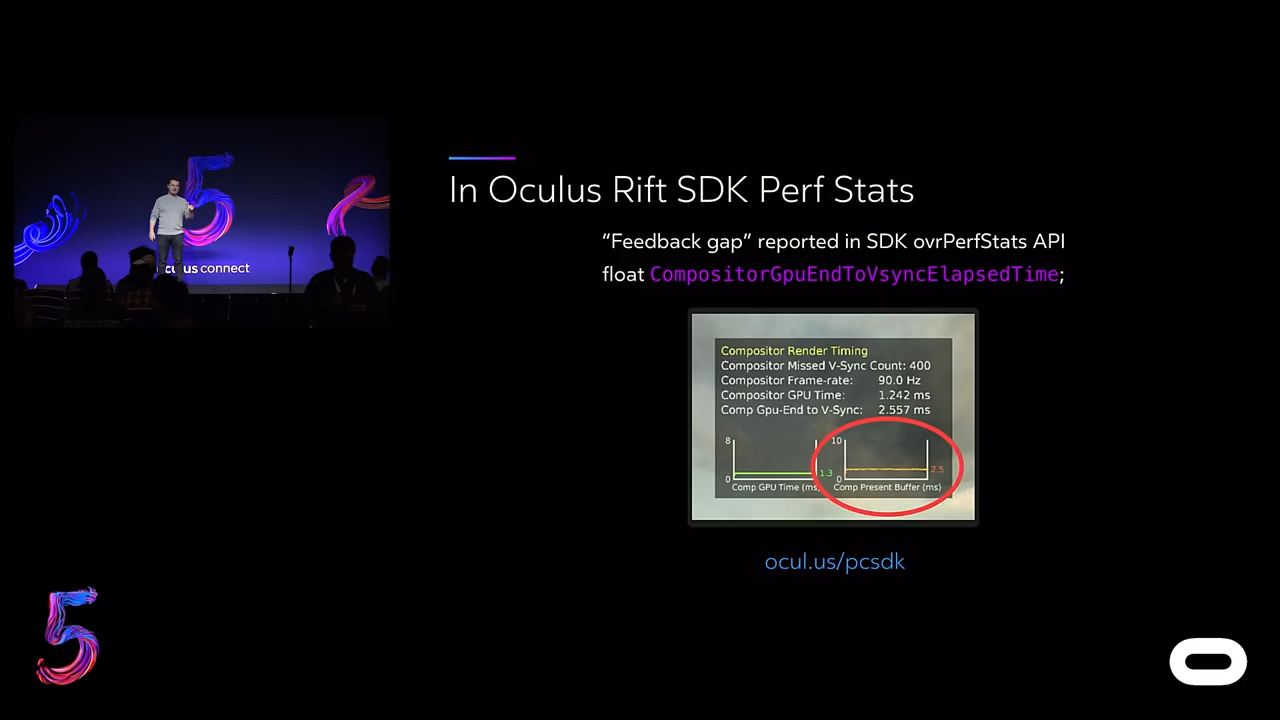 5
culus connect
In Oculus Rift SDK Perf Stats
“Feedback gap” reported in SDK ovrPerfStats API
float CompositorGpuEndToVsyncElapsedTime;
Compositor Render Timing
Compositor Missed V-Sync Count: 400
Compositor Frame-rate: 90.0 Hz
Compositor GPU Time: 1.242 ms
Comp Gpu-End to V-Sync: 2.557 ms
8 10
0 1.3 0 2.5
Comp GPU Time (ms) Comp Present Buffer (ms)
ocul.us/pcsdk
5